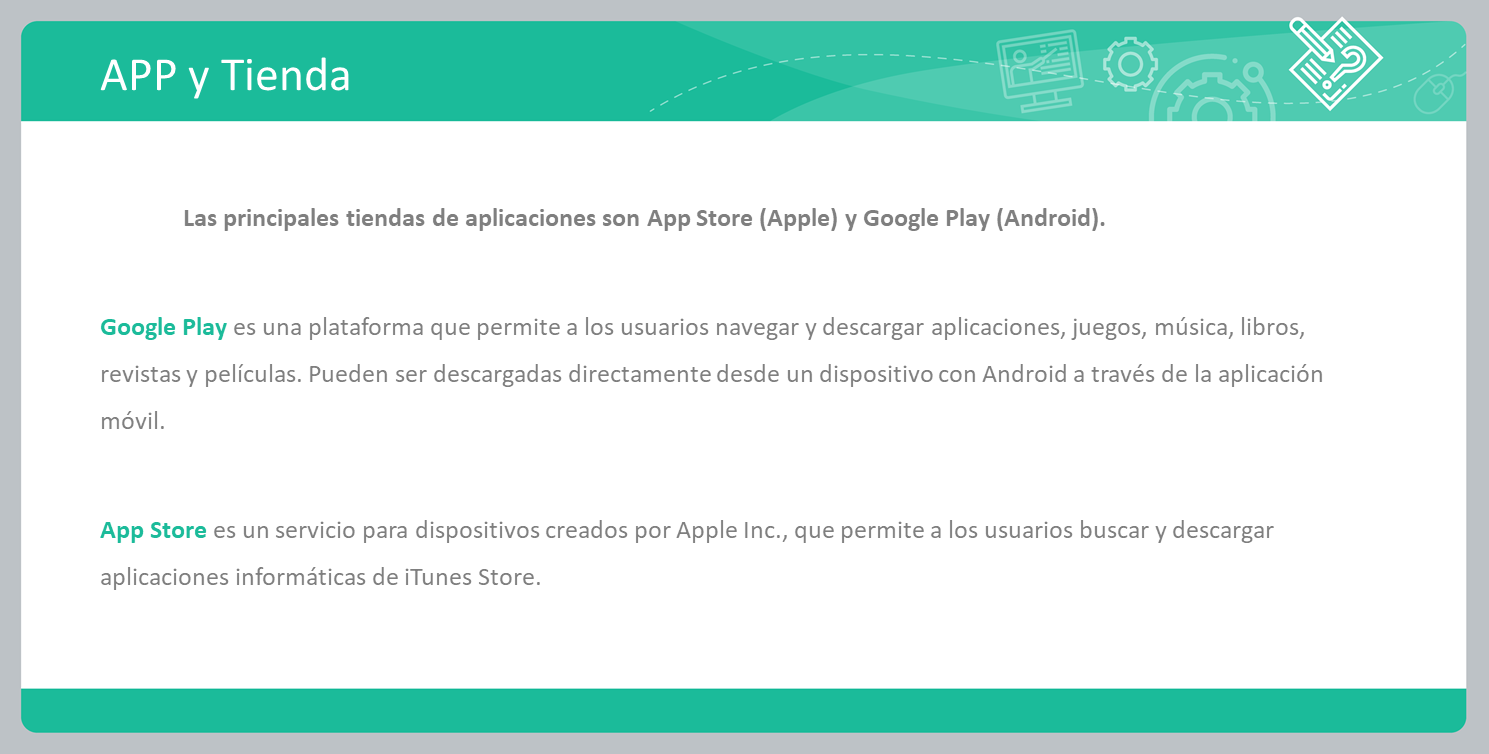 APP y Tienda
Las principales tiendas de aplicaciones son App Store (Apple) y Google Play (Android).
Google Play es una plataforma que permite a los usuarios navegar y descargar aplicaciones, juegos, música, libros,
revistas y películas. Pueden ser descargadas directamente desde un dispositivo con Android a través de la aplicación
móvil.
App Store es un servicio para dispositivos creados por Apple Inc., que permite a los usuarios buscar y descargar
aplicaciones informáticas de iTunes Store.